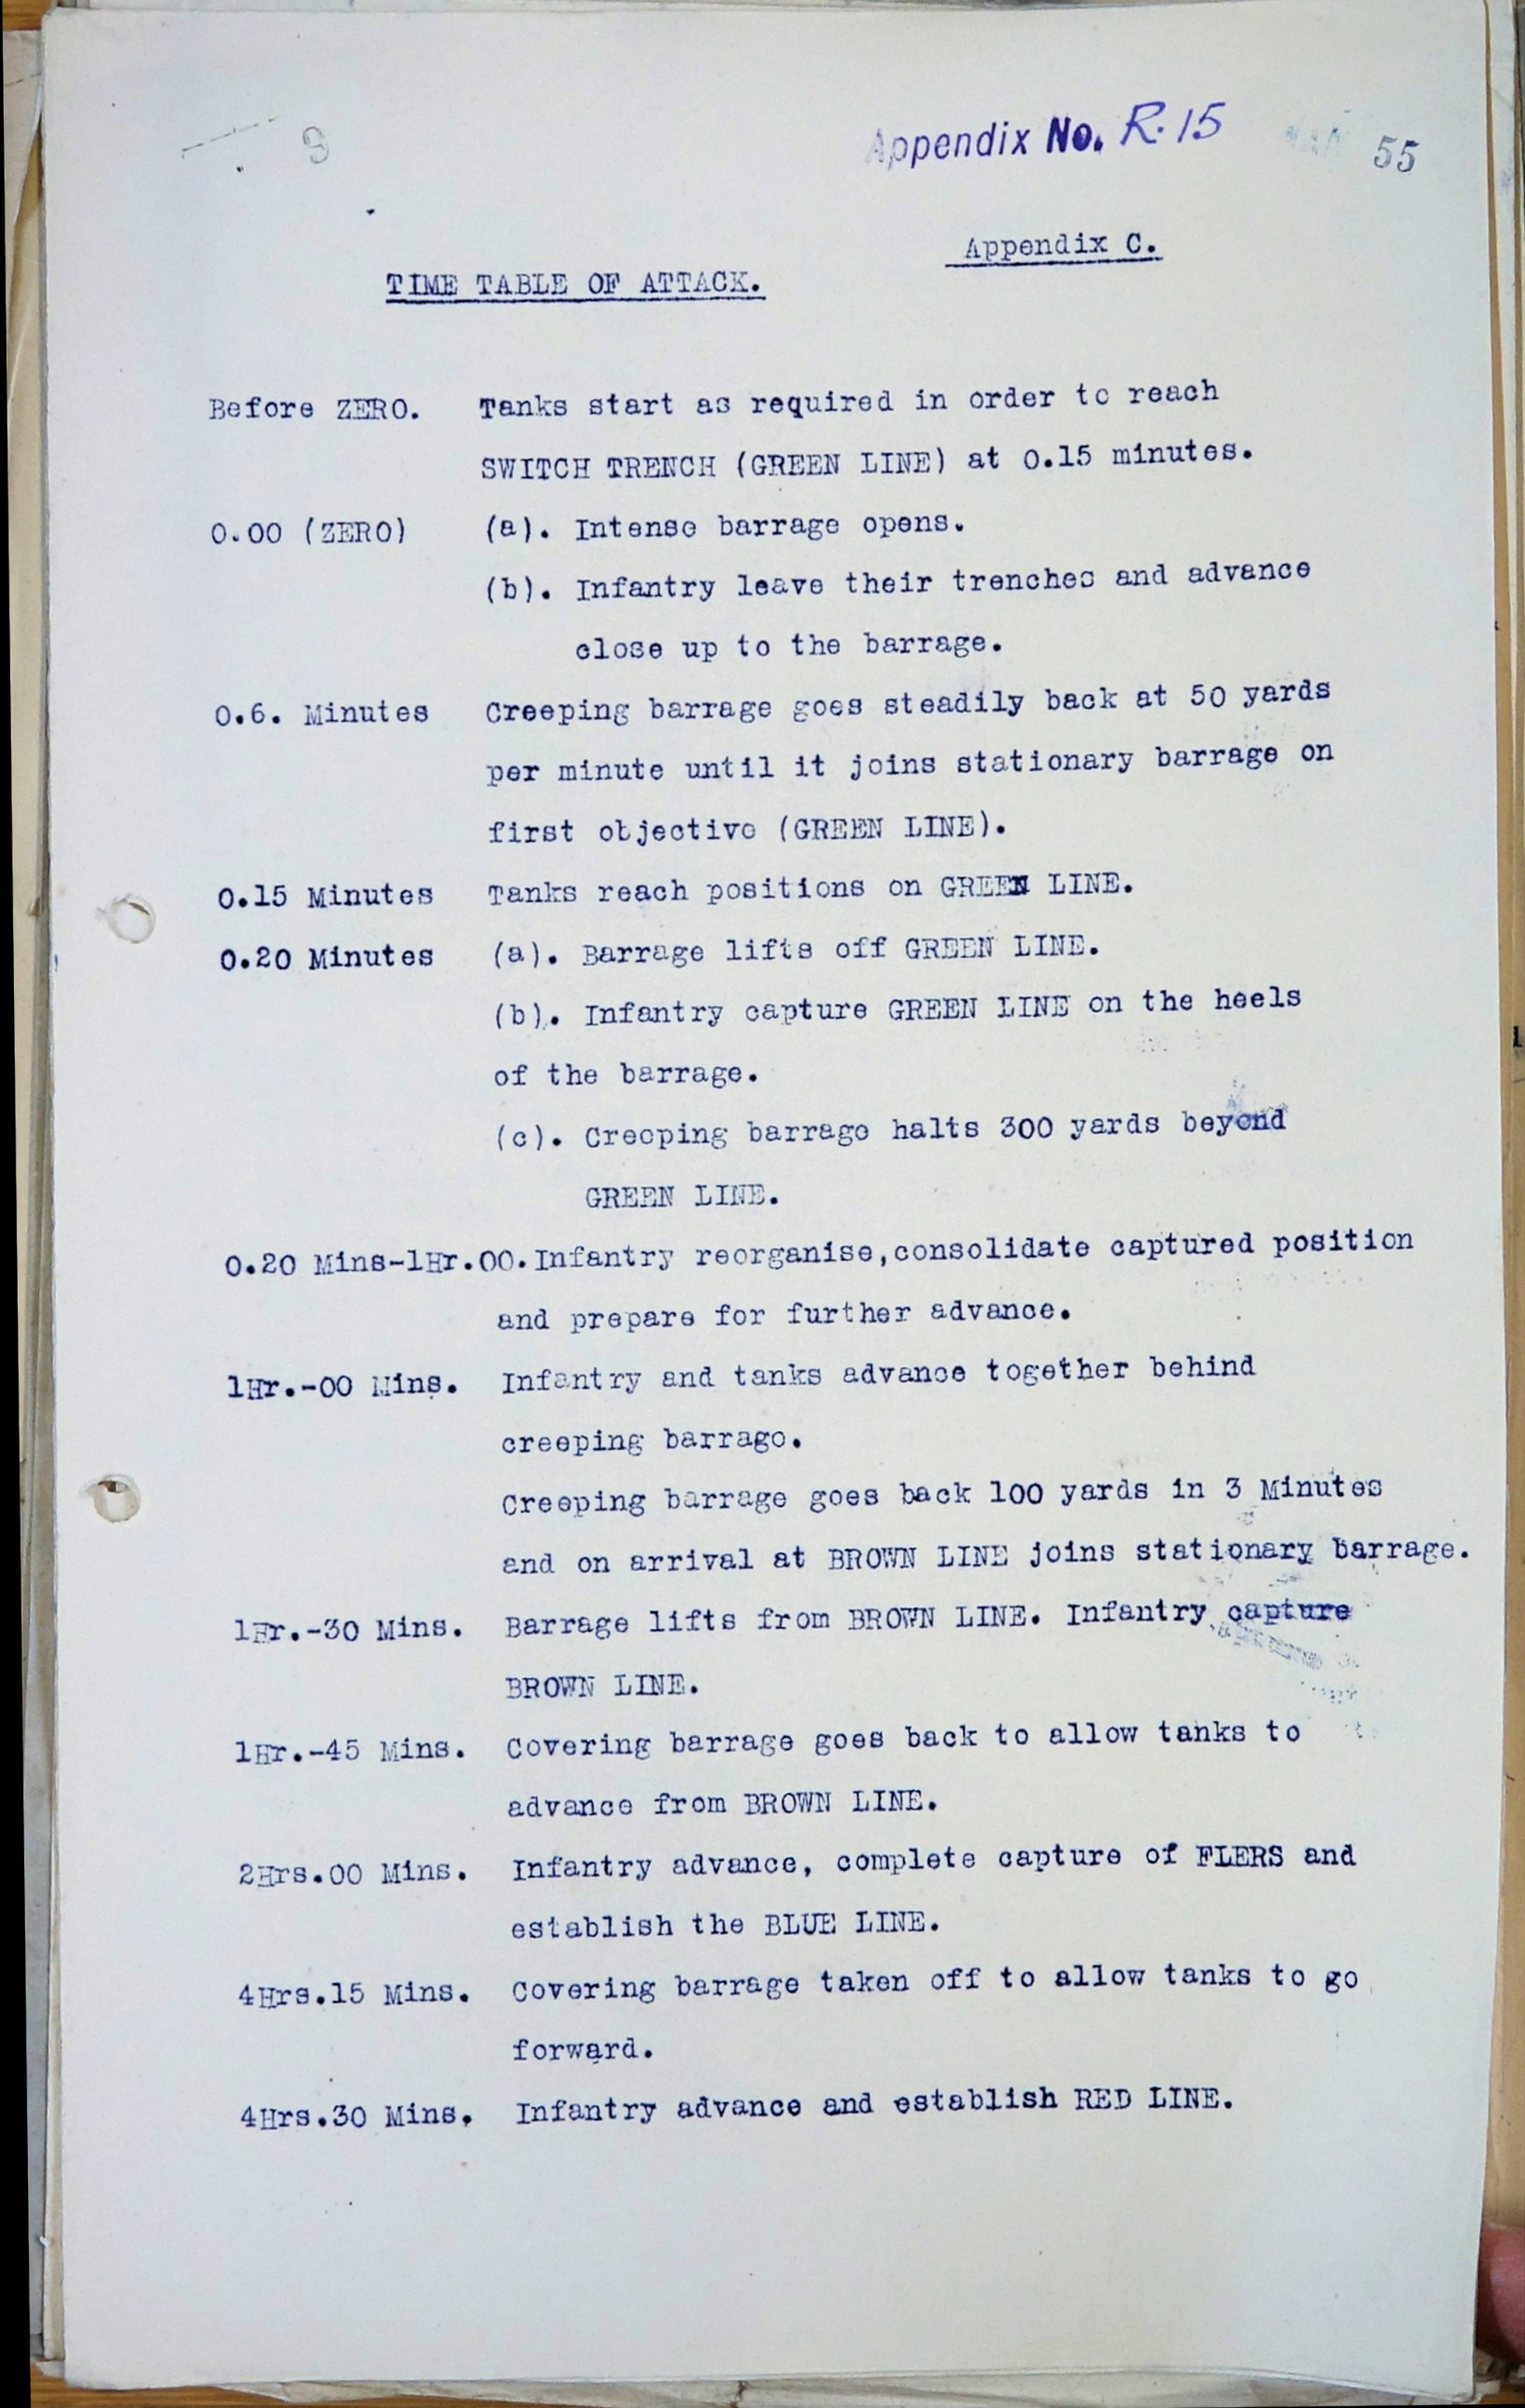 9
Appendix No. R.15
55
Appendix C.
TIME TABLE OF ATTACK.
Before ZERO. Tanks start as required in order to reach
SWITCH TRENCH (GREEN LINE) at 0.15 minutes.
0.00 (ZERO) (a). Intense barrage opens.
(b). Infantry leave their trenches and advance
close up to the barrage.
0.6. Minutes Creeping barrage goes steadily back at 50 yards
per minute until it joins stationary barrage on
first objective (GREEN LINE).
0.15 Minutes Tanks reach positions on GREEN LINE.
0.20 Minutes (a). Barrage lifts off GREEN LINE.
(b). Infantry capture GREEN LINE on the heels
of the barrage.
(c). Creeping barrage halts 300 yards beyond
GREEN LINE.
0.20 Mins-1Hr.00. Infantry reorganise,consolidate captured position
and prepare for further advance.
1Hr.-00 Mins. Infantry and tanks advance together behind
creeping barrage.
Creeping barrage goes back 100 yards in 3 Minutes
and on arrival at BROWN LINE joins stationary barrage.
1Hr.-30 Mins. Barrage lifts from BROWN LINE. Infantry capture
BROWN LINE.
1Hr.-45 Mins. Covering barrage goes back to allow tanks to
advance from BROWN LINE.
2Hrs.00 Mins. Infantry advance, complete capture of FLERS and
establish the BLUE LINE.
4Hrs.15 Mins. Covering barrage taken off to allow tanks to go
forward.
4Hrs.30 Mins. Infantry advance and establish RED LINE.